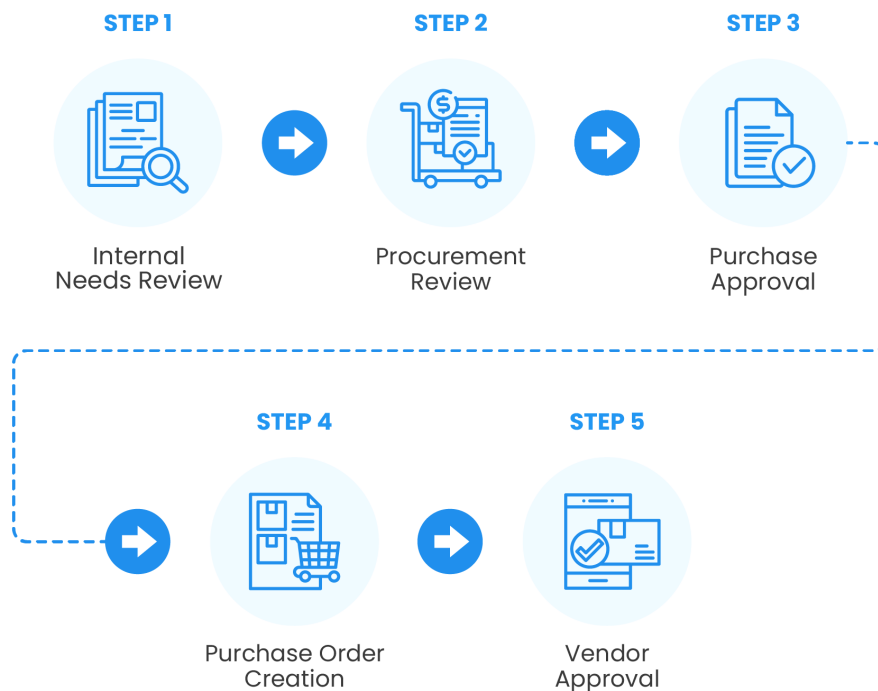 STEP 1
Internal
Needs Review
STEP 2
Procurement
Review
STEP 3
Purchase
Approval
STEP 4
Purchase Order
Creation
STEP 5
Vendor
Approval